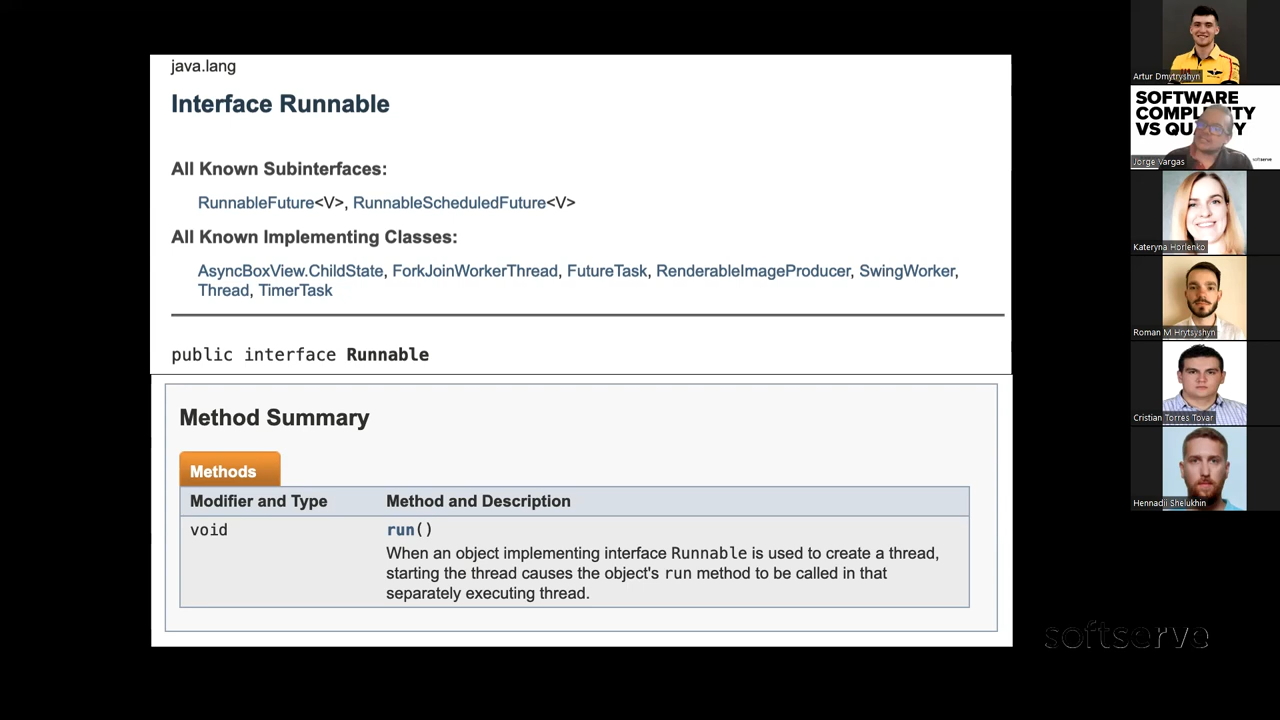 java.lang
Interface Runnable
All Known Subinterfaces:
RunnableFuture<V>, RunnableScheduledFuture<V>
All Known Implementing Classes:
AsyncBoxView.ChildState, ForkJoinWorkerThread, FutureTask, RenderableImageProducer, SwingWorker,
Thread, TimerTask
public interface Runnable
Method Summary
Methods
Modifier and Type Method and Description
void run()
When an object implementing interface Runnable is used to create a thread,
starting the thread causes the object's run method to be called in that
separately executing thread.
softserve
Artur Dmytryshyn
SOFTWARE
COMPLEXITY
VS QUALITY
softserve
Jorge Vargas
Kateryna Horlenko
Roman M Hrytsyshyn
Cristian Torres Tovar
Hennadii Shelukhin